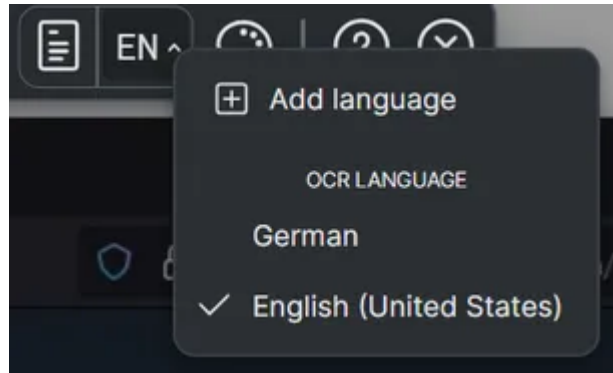 EN
Add language
OCR LANGUAGE
German
English (United States)